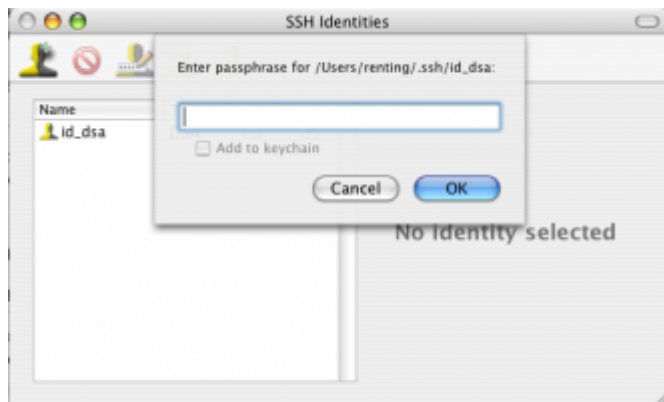 SSH Identities
Enter passphrase for /Users/renting/.ssh/id_dsa:
Add to keychain
Cancel
OK
Name
id_dsa
No identity selected